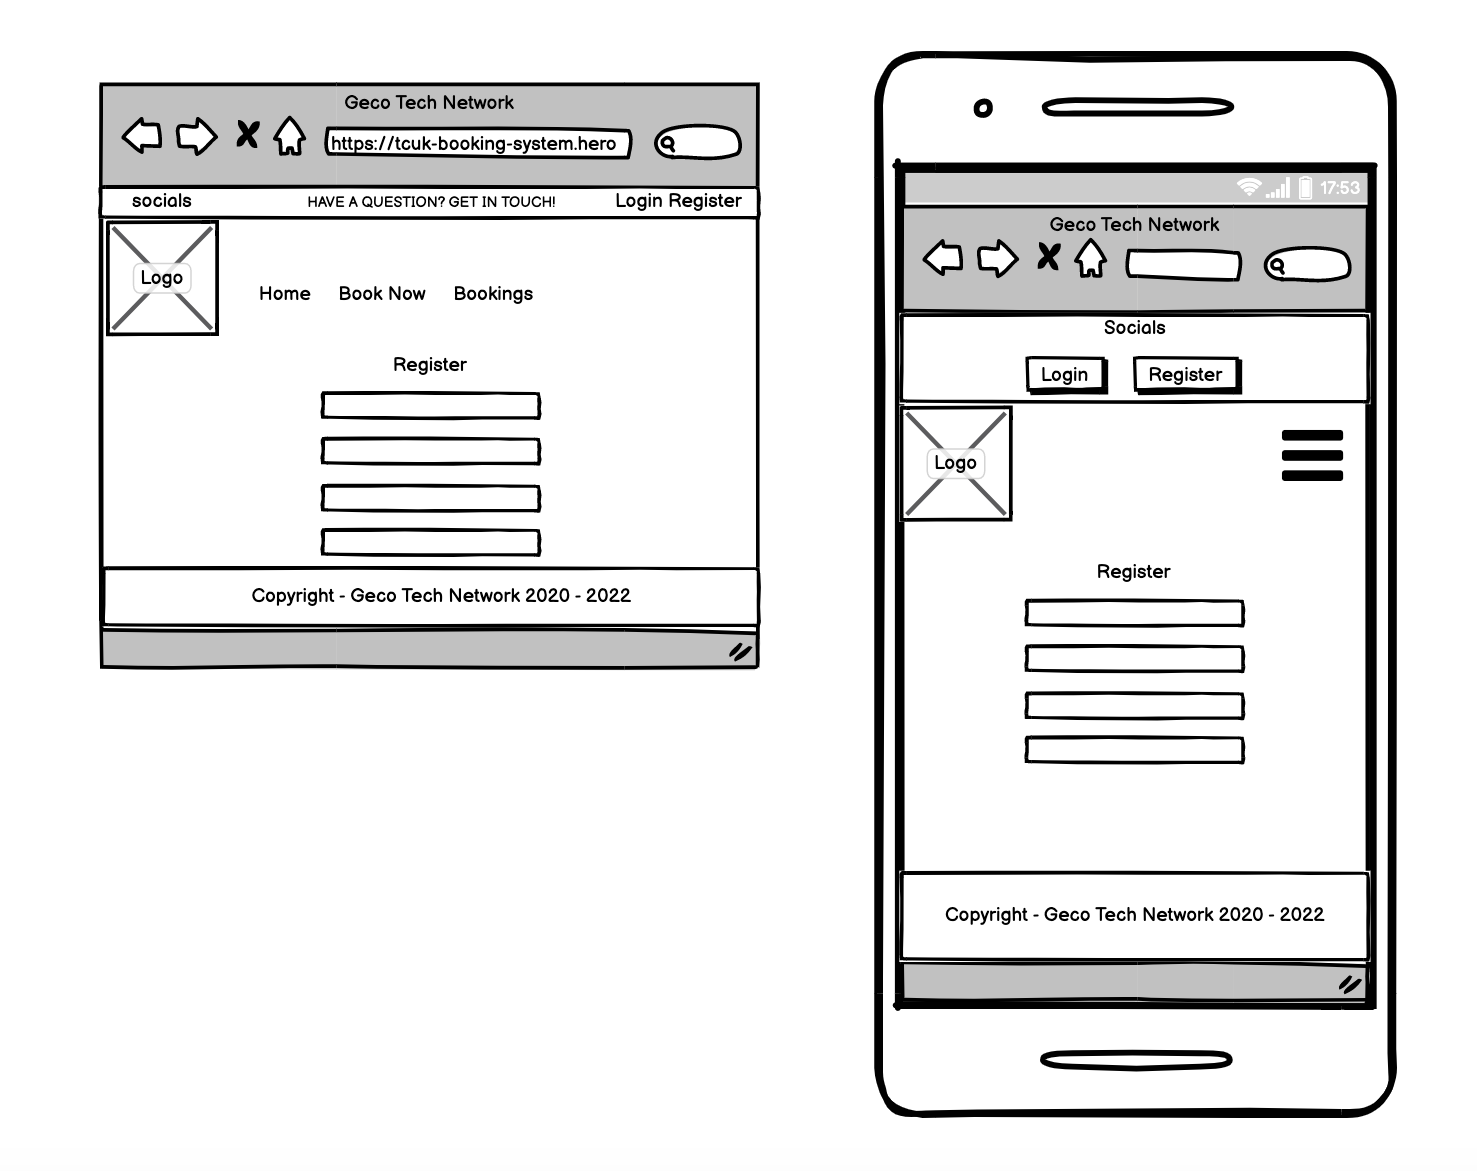 Geco Tech Network
https://tcuk-booking-system.hero
socials HAVE A QUESTION? GET IN TOUCH! Login Register
Logo
Home Book Now Bookings
Register
Copyright - Geco Tech Network 2020 - 2022
17:53
Geco Tech Network
Socials
Login Register
Logo
Register
Copyright - Geco Tech Network 2020 - 2022